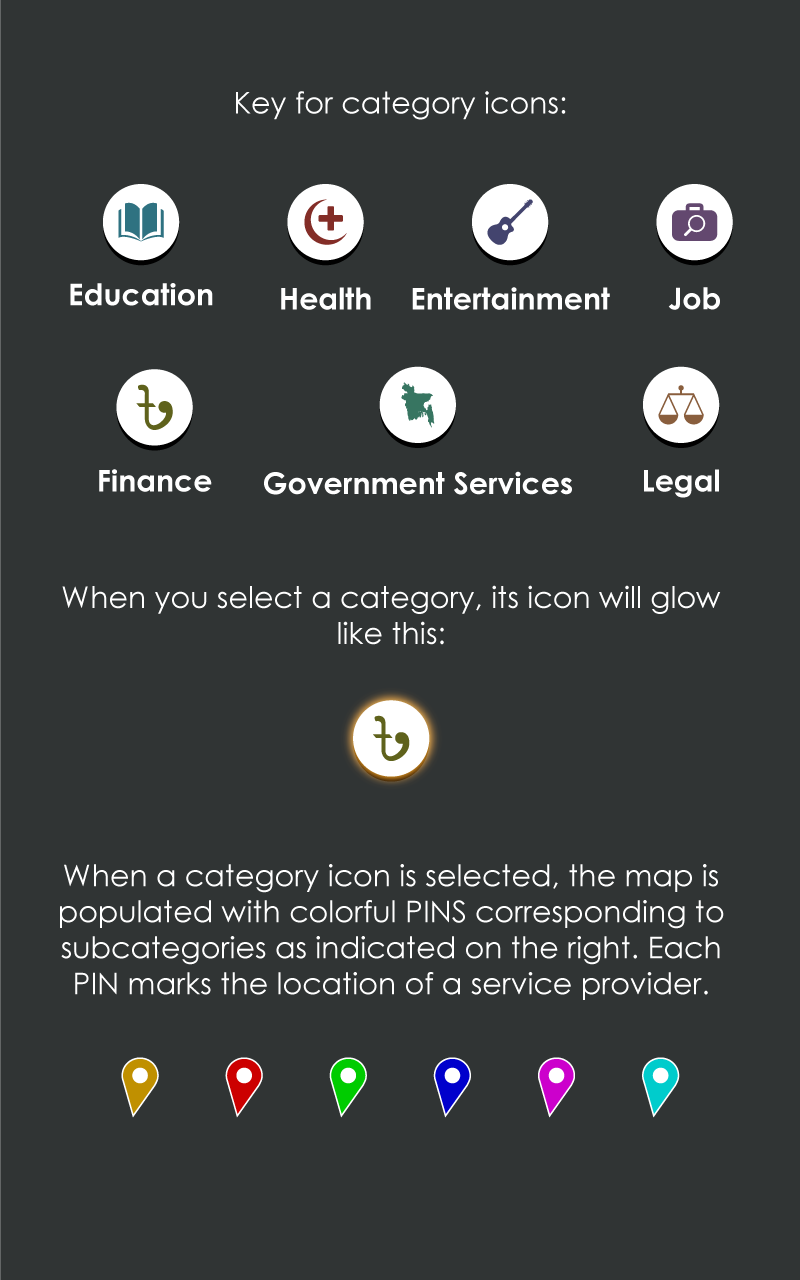 Key for category icons:
Education
Health
Entertainment
Job
৳
Finance
Government Services
Legal
When you select a category, its icon will glow
like this:
৳
When a category icon is selected, the map is
populated with colorful PINS corresponding to
subcategories as indicated on the right. Each
PIN marks the location of a service provider.